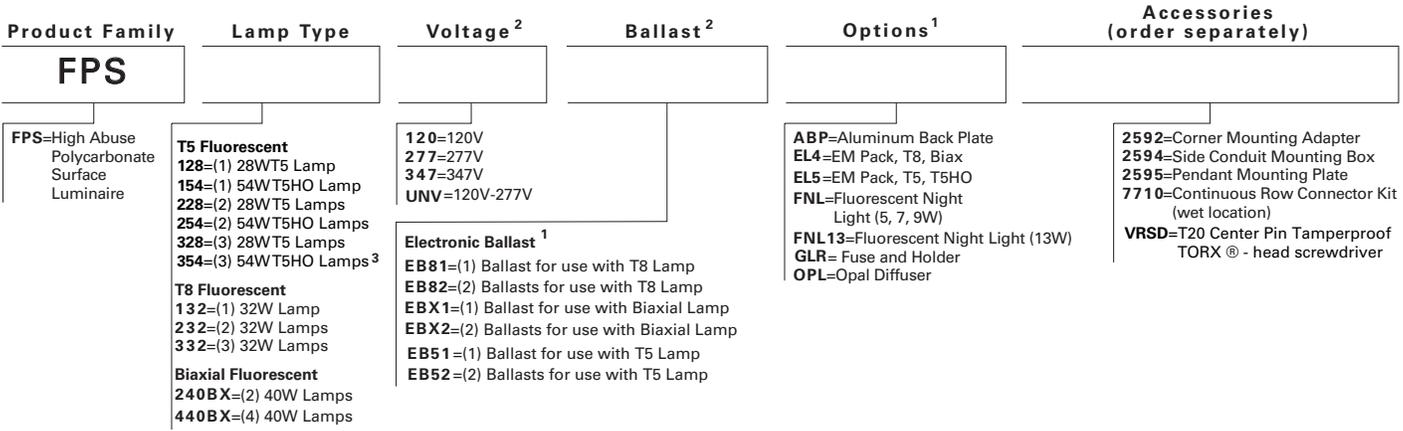 Product Family
FPS
FPS=High Abuse
Polycarbonate
Surface
Luminaire
Lamp Type
T5 Fluorescent
128=(1) 28WT5 Lamp
154=(1) 54WT5HO Lamp
228=(2) 28WT5 Lamps
254=(2) 54WT5HO Lamps
328=(3) 28WT5 Lamps
354=(3) 54WT5HO Lamps3
T8 Fluorescent
132=(1) 32W Lamp
232=(2) 32W Lamps
332=(3) 32W Lamps
Biaxial Fluorescent
240BX=(2) 40W Lamps
440BX=(4) 40W Lamps
Voltage2
120=120V
277=277V
347=347V
UNV=120V-277V
Ballast2
Electronic Ballast 1
EB81=(1) Ballast for use with T8 Lamp
EB82=(2) Ballasts for use with T8 Lamp
EBX1=(1) Ballast for use with Biaxial Lamp
EBX2=(2) Ballasts for use with Biaxial Lamp
EB51=(1) Ballast for use with T5 Lamp
EB52=(2) Ballasts for use with T5 Lamp
Options1
ABP=Aluminum Back Plate
EL4=EM Pack, T8, Biax
EL5=EM Pack, T5, T5HO
FNL=Fluorescent Night
Light (5, 7, 9W)
FNL13=Fluorescent Night Light (13W)
GLR= Fuse and Holder
OPL=Opal Diffuser
Accessories
(order separately)
2592=Corner Mounting Adapter
2594=Side Conduit Mounting Box
2595=Pendant Mounting Plate
7710=Continuous Row Connector Kit
(wet location)
VRSD=T20 Center Pin Tamperproof
TORX ® - head screwdriver